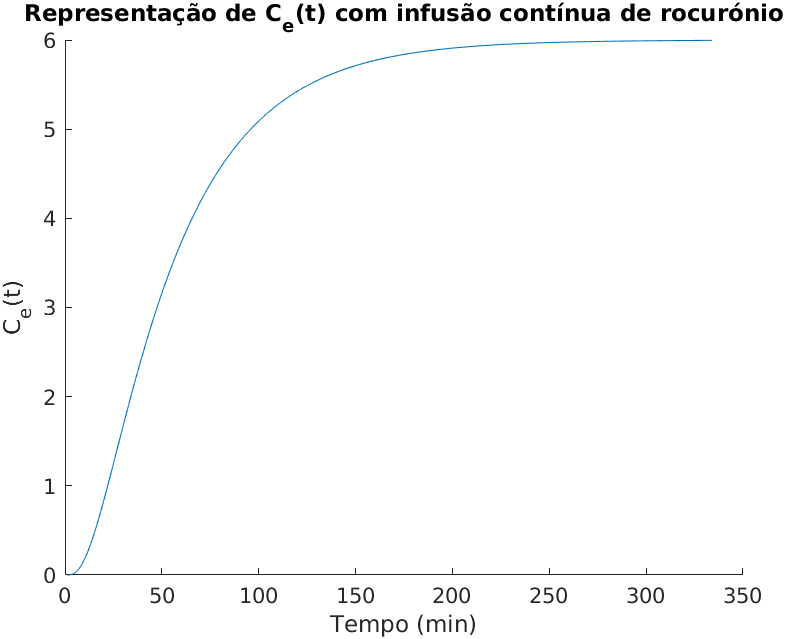 Representação de Ce(t) com infusão contínua de rocurónio
6
5
4
3
2
1
0
Ce(t)
0 50 100 150 200 250 300 350
Tempo (min)